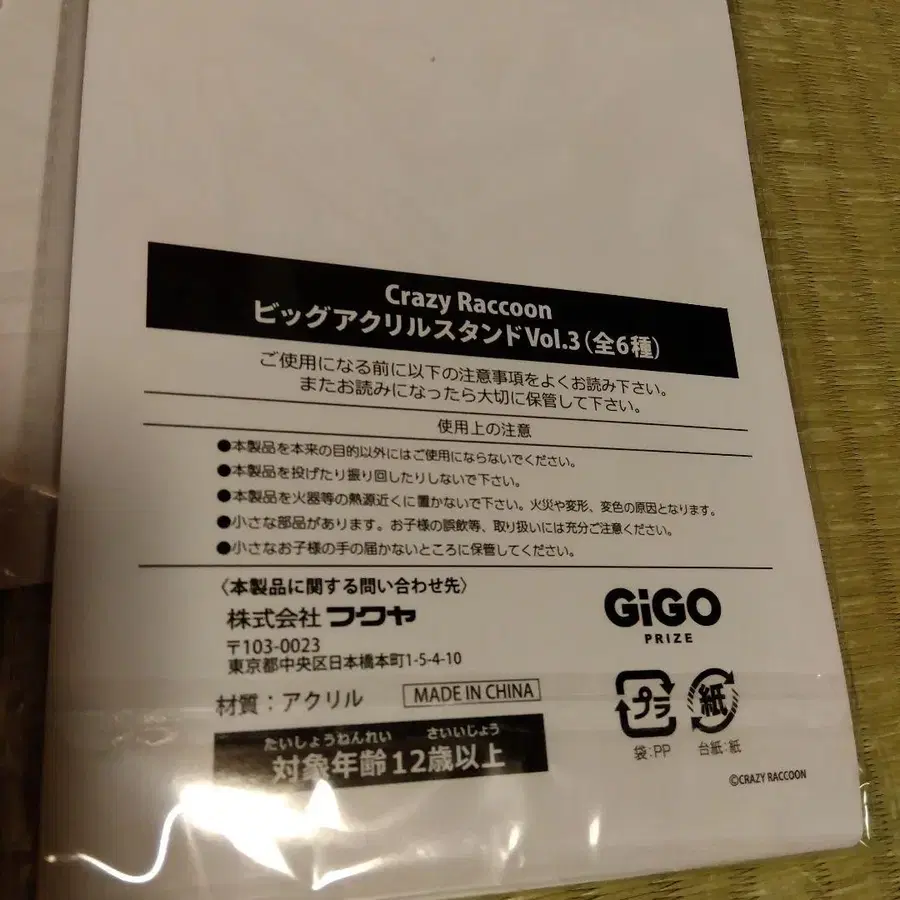 Crazy Raccoon
ビッグアクリルスタンドVol.3(全6種)
ご使用になる前に以下の注意事項をよくお読み下さい。
またお読みになったら大切に保管して下さい。
使用上の注意
●本製品を本来の目的以外にはご使用にならないでください。
●本製品を投げたり振り回したりしないで下さい。
●本製品を火器等の熱源近くに置かないで下さい。火災や変形、変色の原因となります。
●小さな部品があります。お子様の誤飲等、取り扱いには充分ご注意ください。
●小さなお子様の手の届かないところに保管してください。
〈本製品に関する問い合わせ先〉
株式会社 フクヤ
〒103-0023
東京都中央区日本橋本町1-5-4-10
材質：アクリル
MADE IN CHINA
たいしょうねんれい さいいじょう
対象年齢12歳以上
GiGO
PRIZE
プラ
袋:PP
紙
台紙:紙
©CRAZY RACCOON